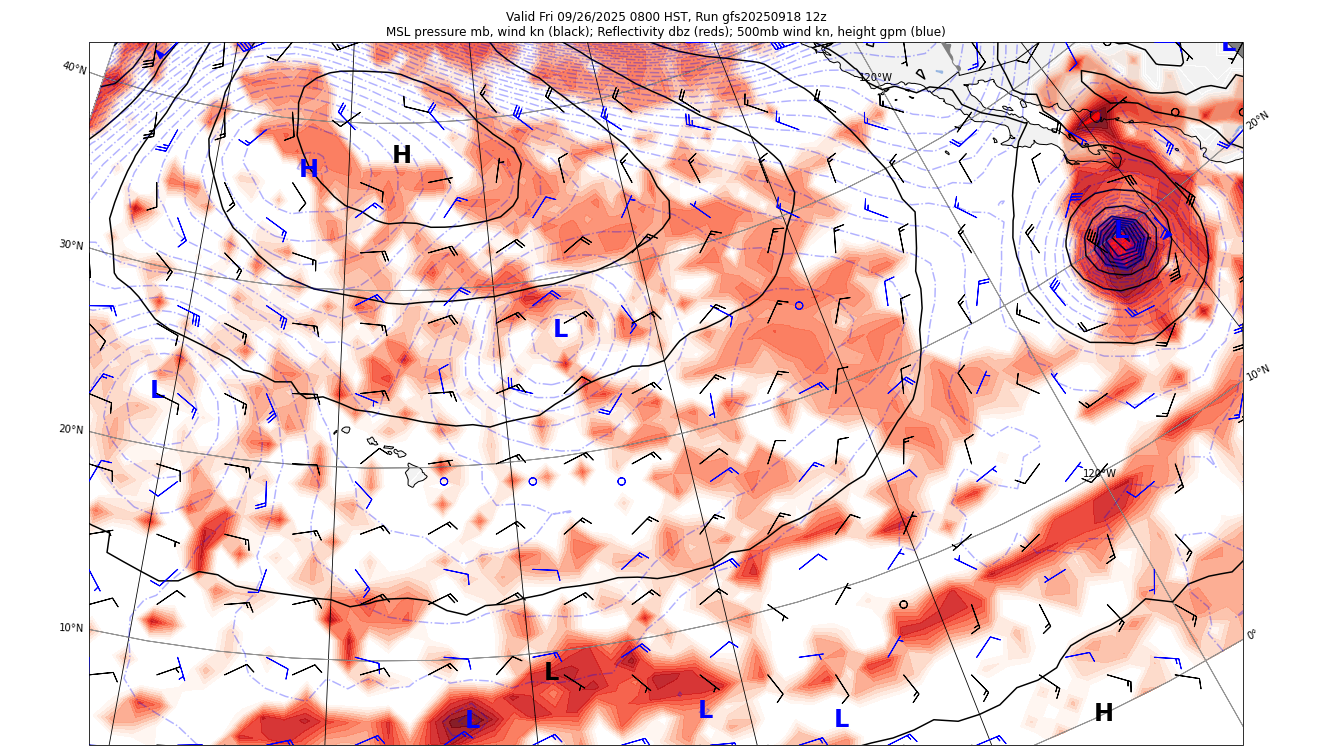 Valid Fri 09/26/2025 0800 HST, Run gfs20250918 12z
MSL pressure mb, wind kn (black); Reflectivity dbz (reds); 500mb wind kn, height gpm (blue)
L
40°N
120°W
20°N
H
H
L
30°N
L
L
10°N
20°N
120°W
10°N
0°
L
L
L
L
H